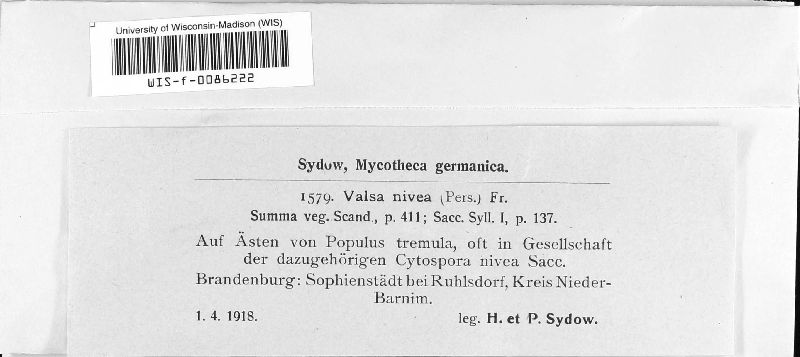 University of Wisconsin-Madison (WIS)
WIS-f-0086222
Sydow, Mycotheca germanica.
1579. Valsa nivea (Pers.) Fr.
Summa veg. Scand., p. 411; Sacc. Syll. I, p. 137.
Auf Ästen von Populus tremula, oft in Gesellschaft
der dazugehörigen Cytospora nivea Sacc.
Brandenburg: Sophienstädt bei Ruhlsdorf, Kreis Nieder-
Barnim.
1. 4. 1918. leg. H. et P. Sydow.